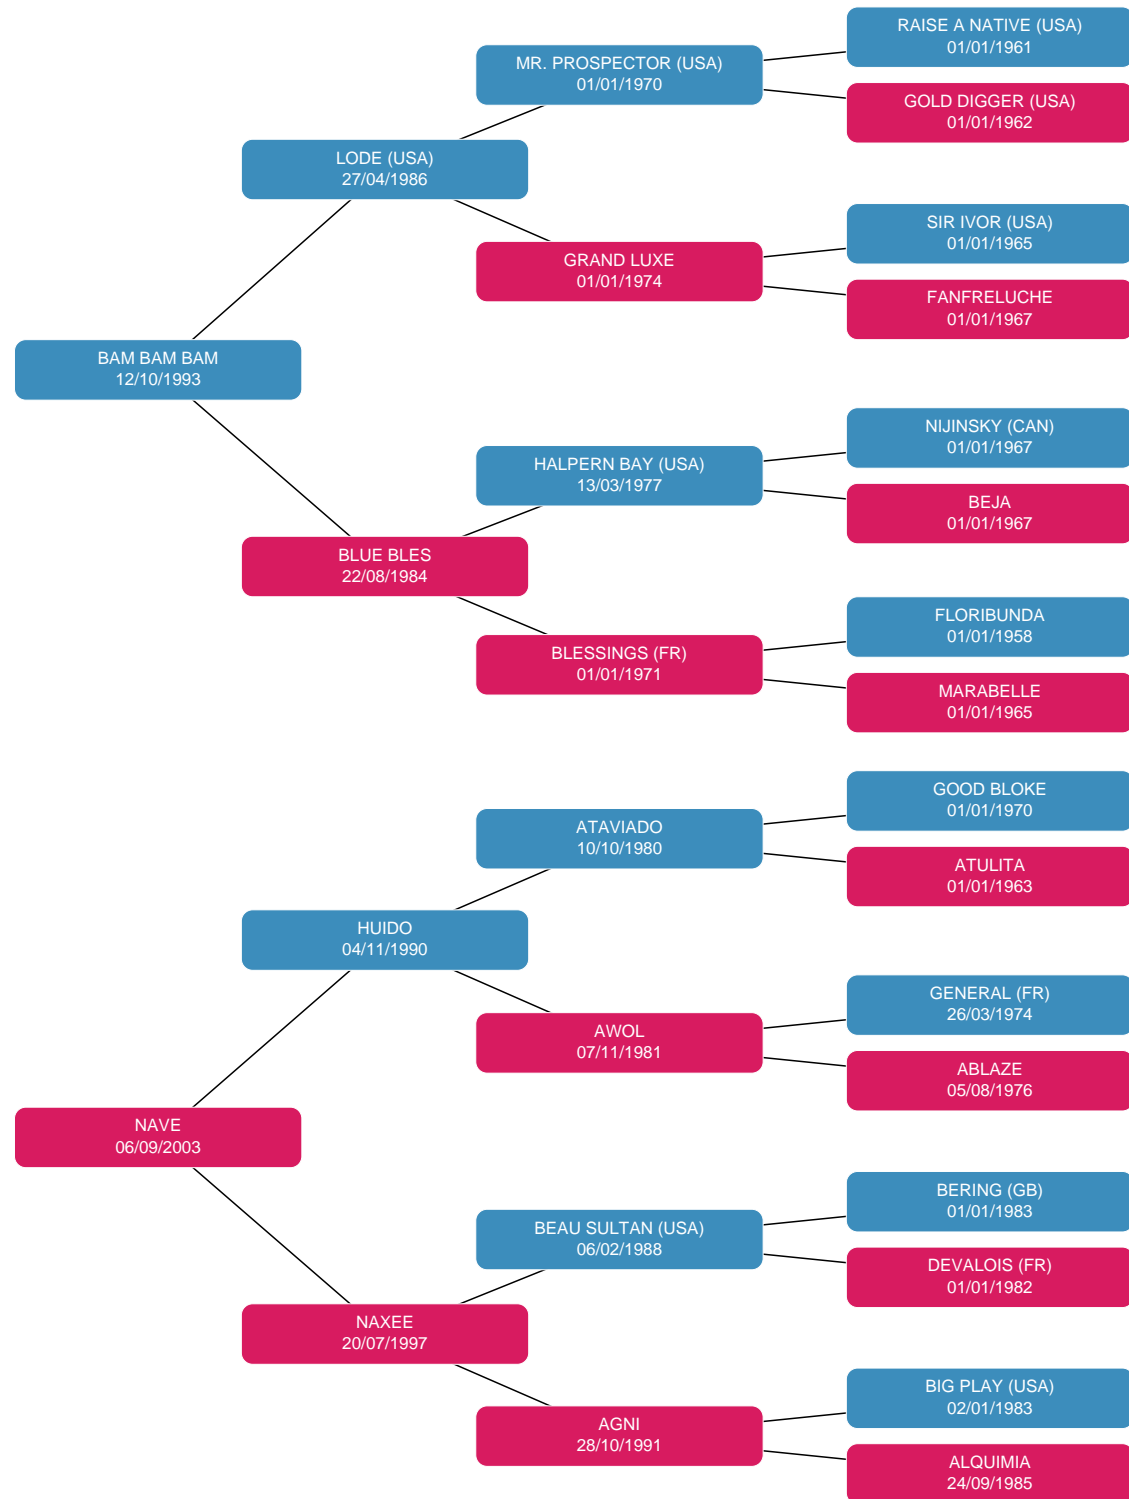 RAISE A NATIVE (USA)
01/01/1961
MR. PROSPECTOR (USA)
01/01/1970
GOLD DIGGER (USA)
01/01/1962
LODE (USA)
27/04/1986
SIR IVOR (USA)
01/01/1965
GRAND LUXE
01/01/1974
FANFRELUCHE
01/01/1967
BAM BAM BAM
12/10/1993
NIJINSKY (CAN)
01/01/1967
HALPERN BAY (USA)
13/03/1977
BEJA
01/01/1967
BLUE BLES
22/08/1984
FLORIBUNDA
01/01/1958
BLESSINGS (FR)
01/01/1971
MARABELLE
01/01/1965
GOOD BLOKE
01/01/1970
ATAVIADO
10/10/1980
ATULITA
01/01/1963
HUIDO
04/11/1990
GENERAL (FR)
26/03/1974
AWOL
07/11/1981
ABLAZE
05/08/1976
NAVE
06/09/2003
BERING (GB)
01/01/1983
BEAU SULTAN (USA)
06/02/1988
DEVALOIS (FR)
01/01/1982
NAXEE
20/07/1997
BIG PLAY (USA)
02/01/1983
AGNI
28/10/1991
ALQUIMIA
24/09/1985